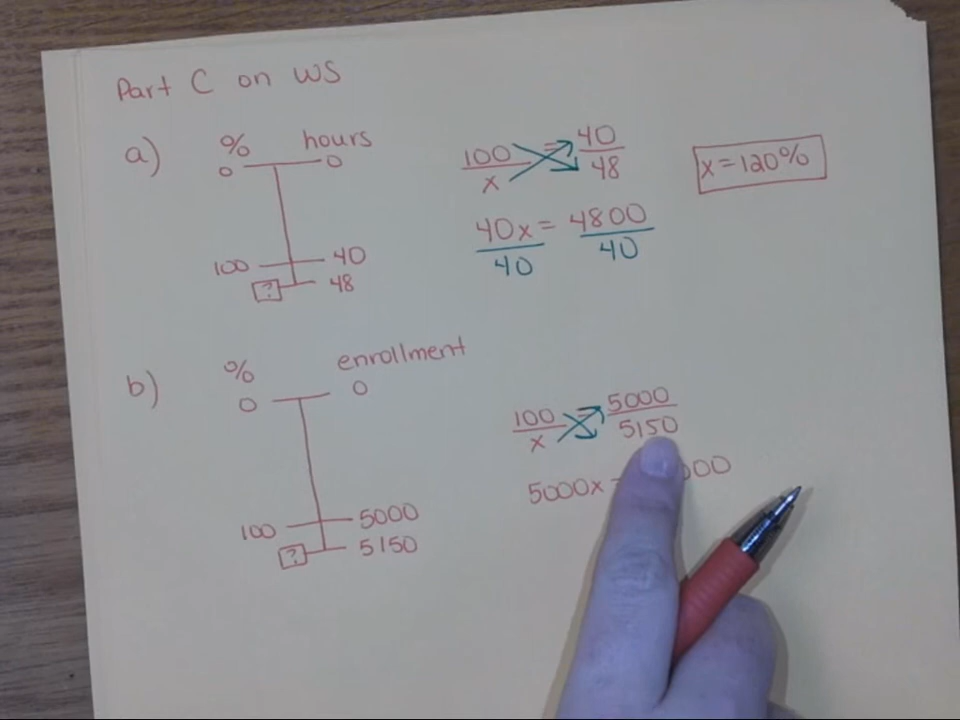 Part C on WS
a)
% hours
0 0
100 40
? 48
100/x = 40/48
40x = 4800
40 40
x = 120%
b)
% enrollment
0 0
100 5000
? 5150
100/x = 5000/5150
5000x